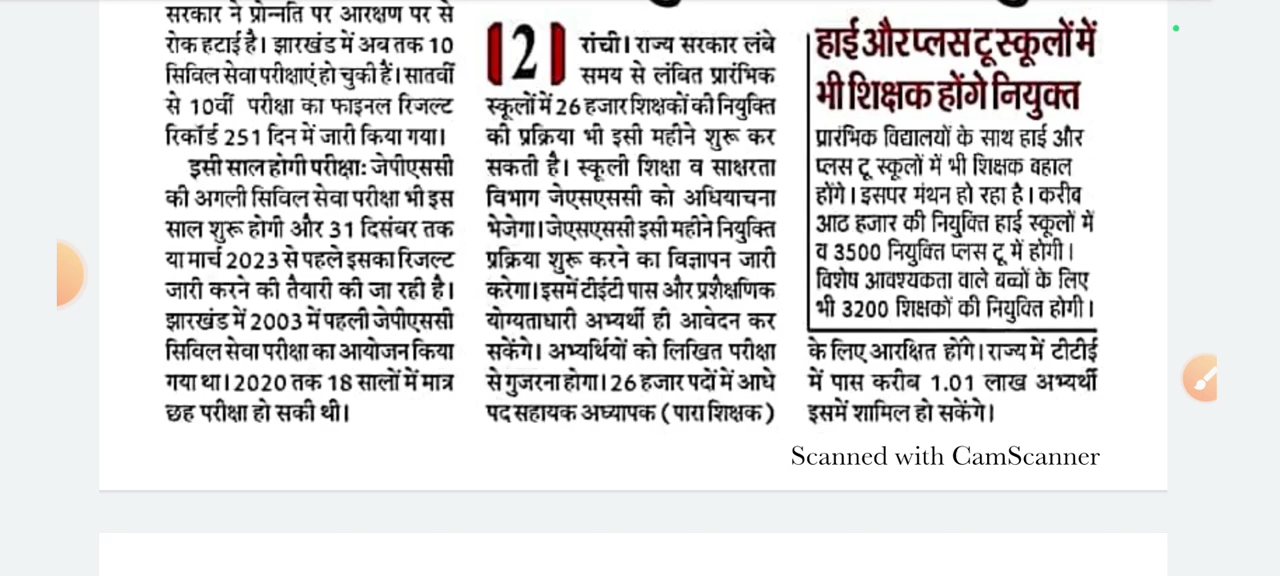 सरकार ने प्रोन्नति पर आरक्षण पर से
रोक हटाई है। झारखंड में अब तक 10
सिविल सेवा परीक्षाएं हो चुकी हैं। सातवीं
से 10वीं परीक्षा का फाइनल रिजल्ट
रिकॉर्ड 251 दिन में जारी किया गया।
इसी साल होगी परीक्षा: जेपीएससी
की अगली सिविल सेवा परीक्षा भी इस
साल शुरू होगी और 31 दिसंबर तक
या मार्च 2023 से पहले इसका रिजल्ट
जारी करने की तैयारी की जा रही है।
झारखंड में 2003 में पहली जेपीएससी
सिविल सेवा परीक्षा का आयोजन किया
गया था। 2020 तक 18 सालों में मात्र
छह परीक्षा हो सकी थी।
2
रांची। राज्य सरकार लंबे
समय से लंबित प्रारंभिक
स्कूलों में 26 हजार शिक्षकों की नियुक्ति
की प्रक्रिया भी इसी महीने शुरू कर
सकती है। स्कूली शिक्षा व साक्षरता
विभाग जेएसएससी को अधियाचना
भेजेगा। जेएसएससी इसी महीने नियुक्ति
प्रक्रिया शुरू करने का विज्ञापन जारी
करेगा। इसमें टीईटी पास और प्रशैक्षणिक
योग्यताधारी अभ्यर्थी ही आवेदन कर
सकेंगे। अभ्यर्थियों को लिखित परीक्षा
से गुजरना होगा। 26 हजार पदों में आधे
पद सहायक अध्यापक (पारा शिक्षक)
हाई और प्लस टू स्कूलों में
भी शिक्षक होंगे नियुक्त
प्रारंभिक विद्यालयों के साथ हाई और
प्लस टू स्कूलों में भी शिक्षक बहाल
होंगे। इसपर मंथन हो रहा है। करीब
आठ हजार की नियुक्ति हाई स्कूलों में
व 3500 नियुक्ति प्लस टू में होगी।
विशेष आवश्यकता वाले बच्चों के लिए
भी 3200 शिक्षकों की नियुक्ति होगी।
के लिए आरक्षित होंगे। राज्य में टीटीई
में पास करीब 1.01 लाख अभ्यर्थी
इसमें शामिल हो सकेंगे।
Scanned with CamScanner